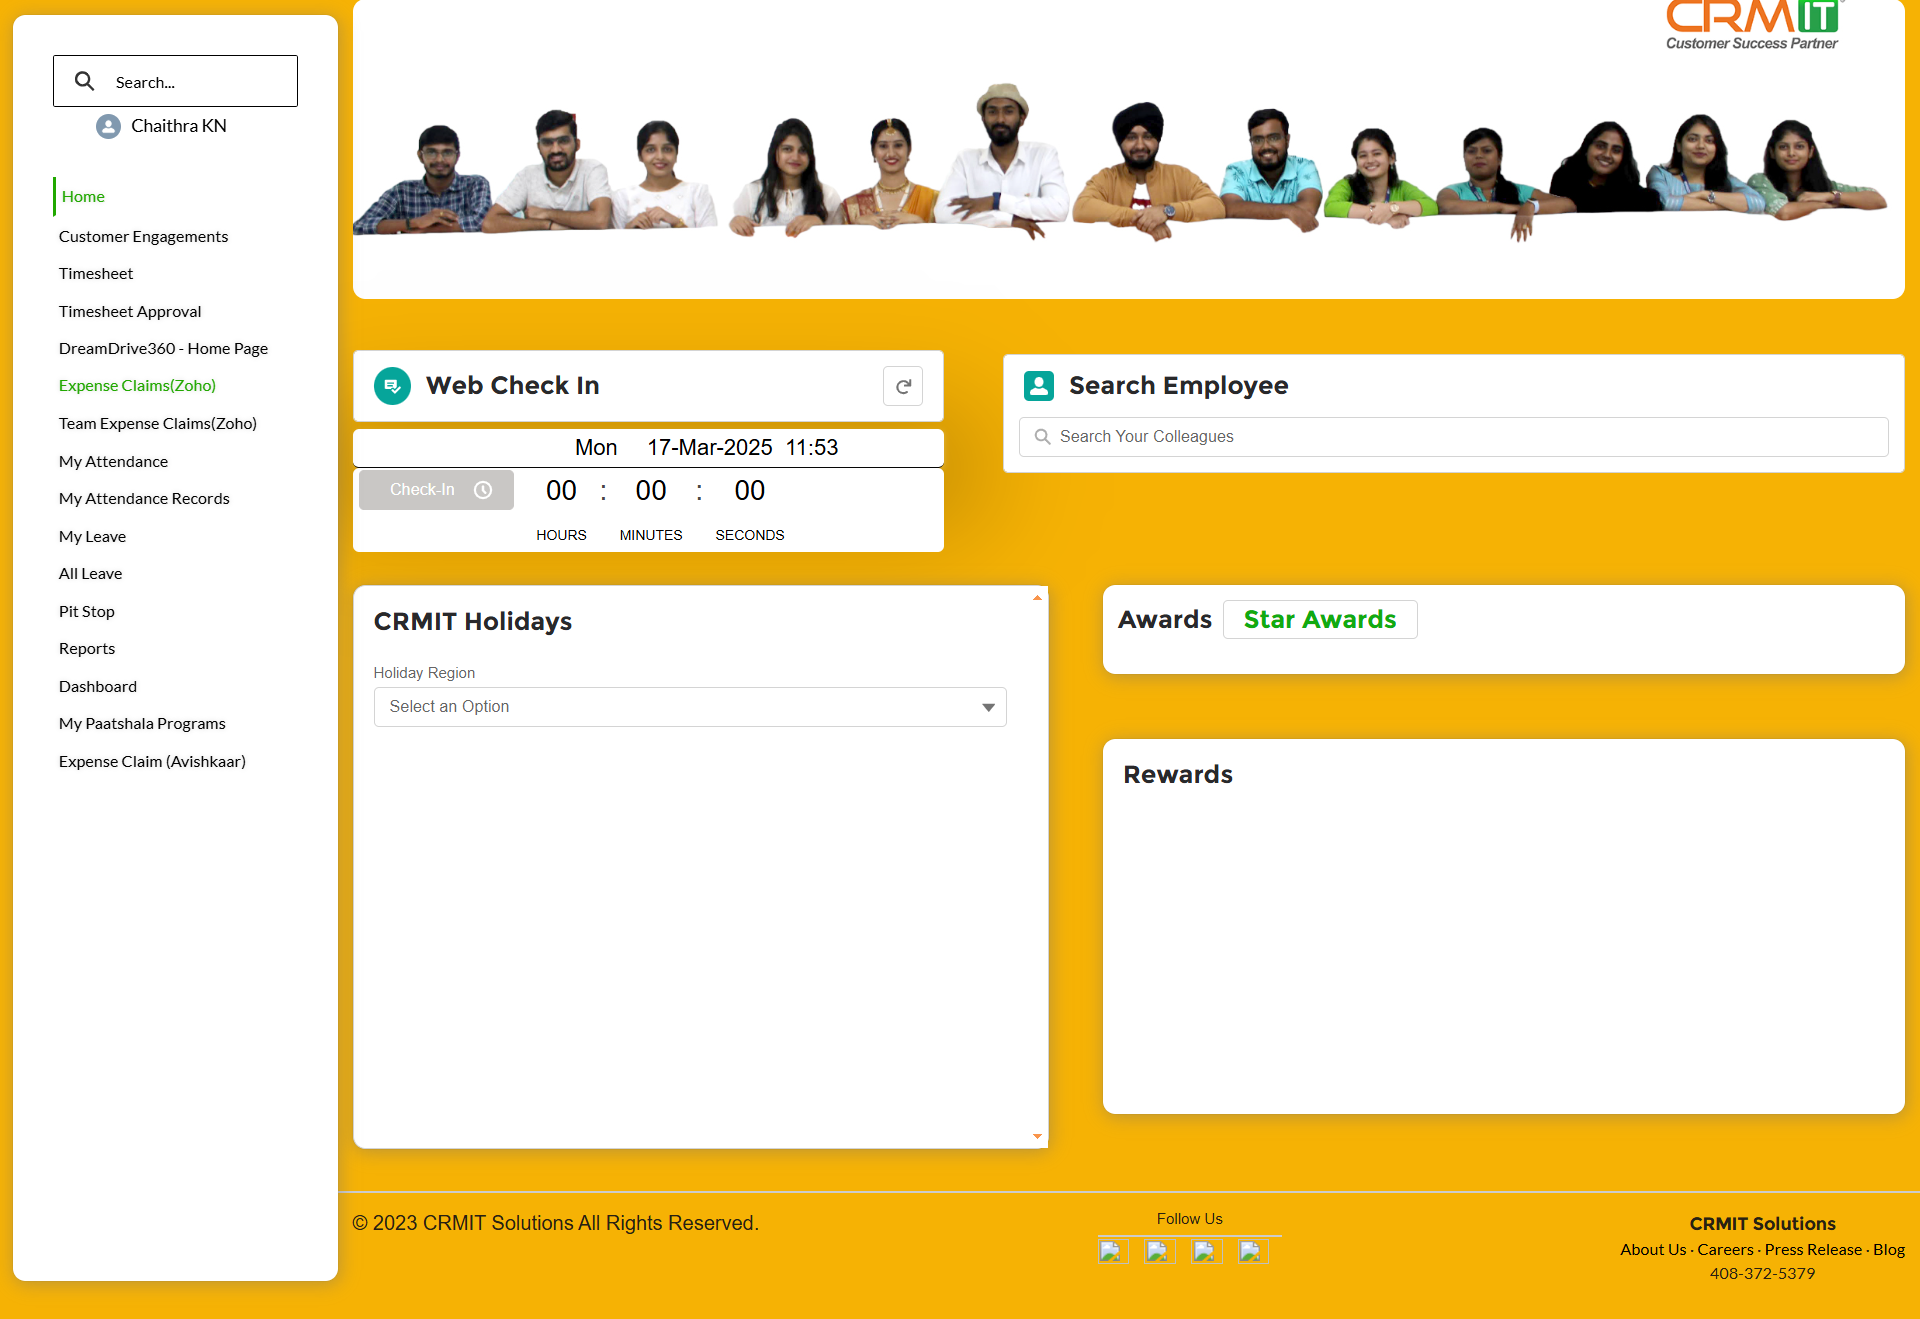 Search...
Chaithra KN
Home
Customer Engagements
Timesheet
Timesheet Approval
DreamDrive360 - Home Page
Expense Claims(Zoho)
Team Expense Claims(Zoho)
My Attendance
My Attendance Records
My Leave
All Leave
Pit Stop
Reports
Dashboard
My Paatshala Programs
Expense Claim (Avishkaar)
CRMIT
Customer Success Partner
Web Check In
Mon 17-Mar-2025 11:53
Check-In 00 : 00 : 00
HOURS MINUTES SECONDS
Search Employee
Search Your Colleagues
CRMIT Holidays
Holiday Region
Select an Option
Awards Star Awards
Rewards
© 2023 CRMIT Solutions All Rights Reserved.
Follow Us
CRMIT Solutions
About Us · Careers · Press Release · Blog
408-372-5379